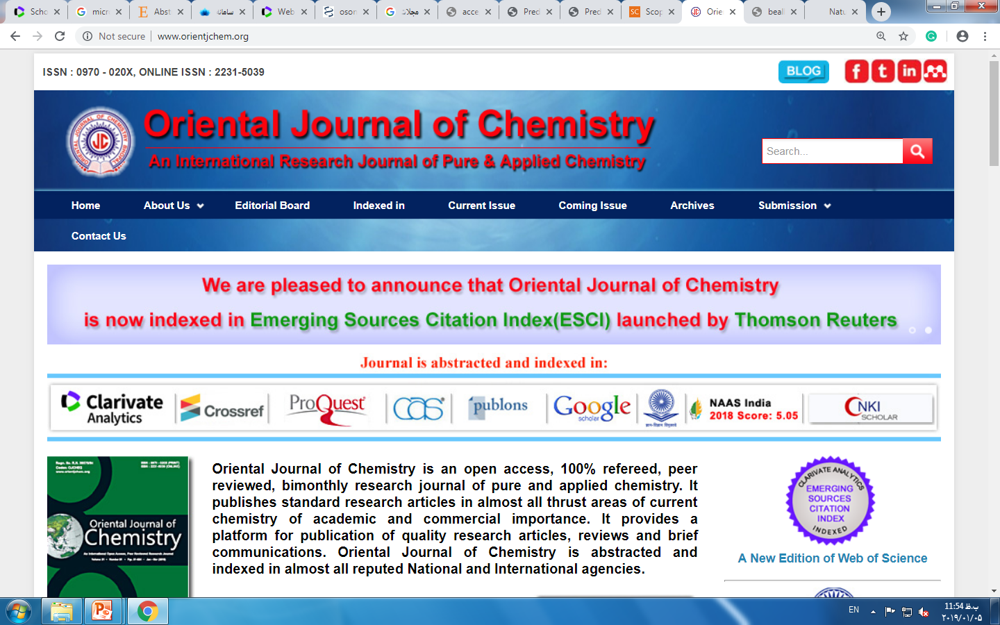 Scho
micr
Abst
سامانه
Web
oson
مجلات
acce
Pred
Pred
Scop
Orie
beall
Natu
Not secure
www.orientjchem.org
ISSN : 0970 - 020X, ONLINE ISSN : 2231-5039
BLOG
Oriental Journal of Chemistry
An International Research Journal of Pure & Applied Chemistry
Search...
Home About Us Editorial Board Indexed in Current Issue Coming Issue Archives Submission
Contact Us
We are pleased to announce that Oriental Journal of Chemistry
is now indexed in Emerging Sources Citation Index(ESCI) launched by Thomson Reuters
Journal is abstracted and indexed in:
Clarivate
Analytics
Crossref
ProQuest
CAS
publons
Google
scholar
NAAS India
2018 Score: 5.05
CNKI
SCHOLAR
Oriental Journal of
Chemistry
Oriental Journal of Chemistry is an open access, 100% refereed, peer
reviewed, bimonthly research journal of pure and applied chemistry. It
publishes standard research articles in almost all thrust areas of current
chemistry of academic and commercial importance. It provides a
platform for publication of quality research articles, reviews and brief
communications. Oriental Journal of Chemistry is abstracted and
indexed in almost all reputed National and International agencies.
CLARIVATE ANALYTICS
EMERGING
SOURCES
CITATION
INDEX
INDEXED
A New Edition of Web of Science
EN
11:54 ب.ظ
۲۰۱۹/۰۱/۰۵